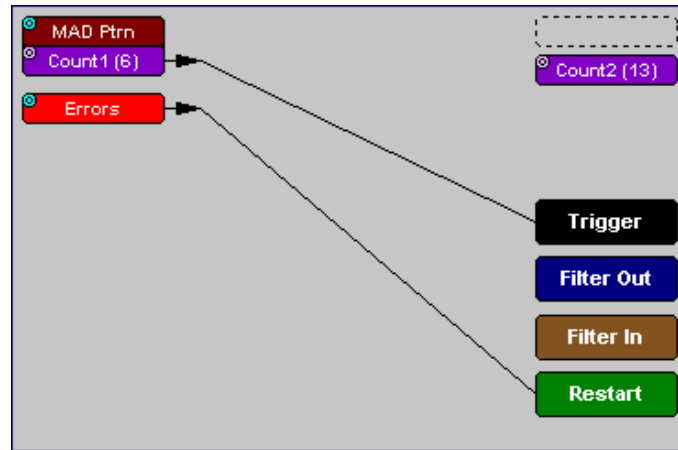 MAD Ptrn
Count1 (6)
Errors
Count2 (13)
Trigger
Filter Out
Filter In
Restart